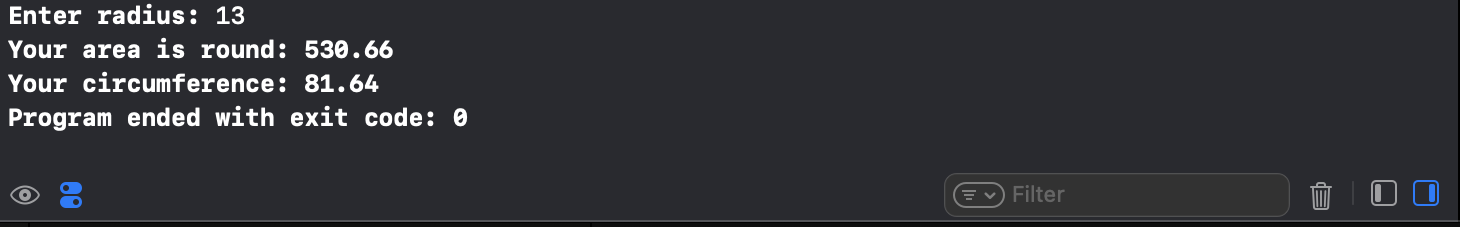 Enter radius: 13
Your area is round: 530.66
Your circumference: 81.64
Program ended with exit code: 0
Filter